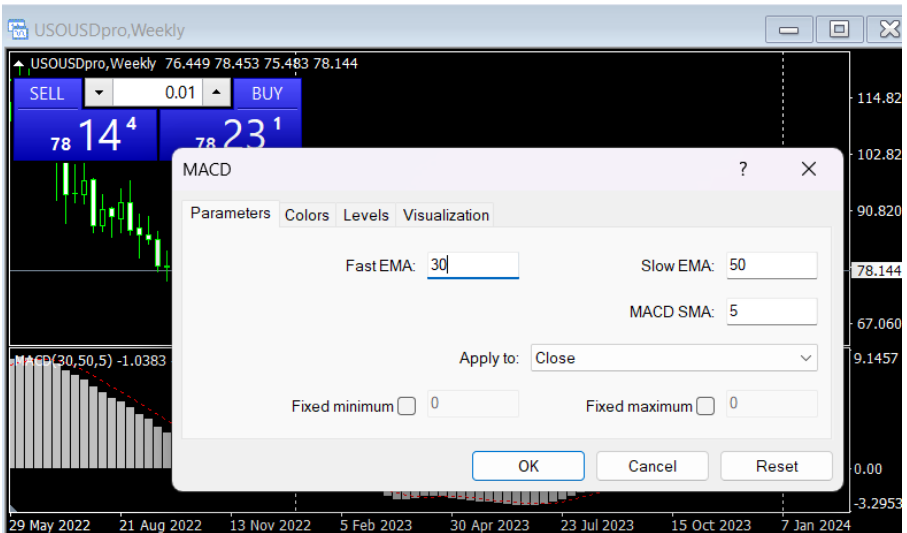 USOUSDpro,Weekly
USOUSDpro,Weekly 76.449 78.453 75.483 78.144
SELL 0.01 BUY
78 14 4 78 23 1
114.82
102.82
90.820
78.144
67.060
MACD ?
Parameters Colors Levels Visualization
Fast EMA: 30 Slow EMA: 50
MACD SMA: 5
Apply to: Close
Fixed minimum 0 Fixed maximum 0
OK Cancel Reset
MACD(30,50,5) -1.0383
9.1457
0.00
-3.2953
29 May 2022 21 Aug 2022 13 Nov 2022 5 Feb 2023 30 Apr 2023 23 Jul 2023 15 Oct 2023 7 Jan 2024